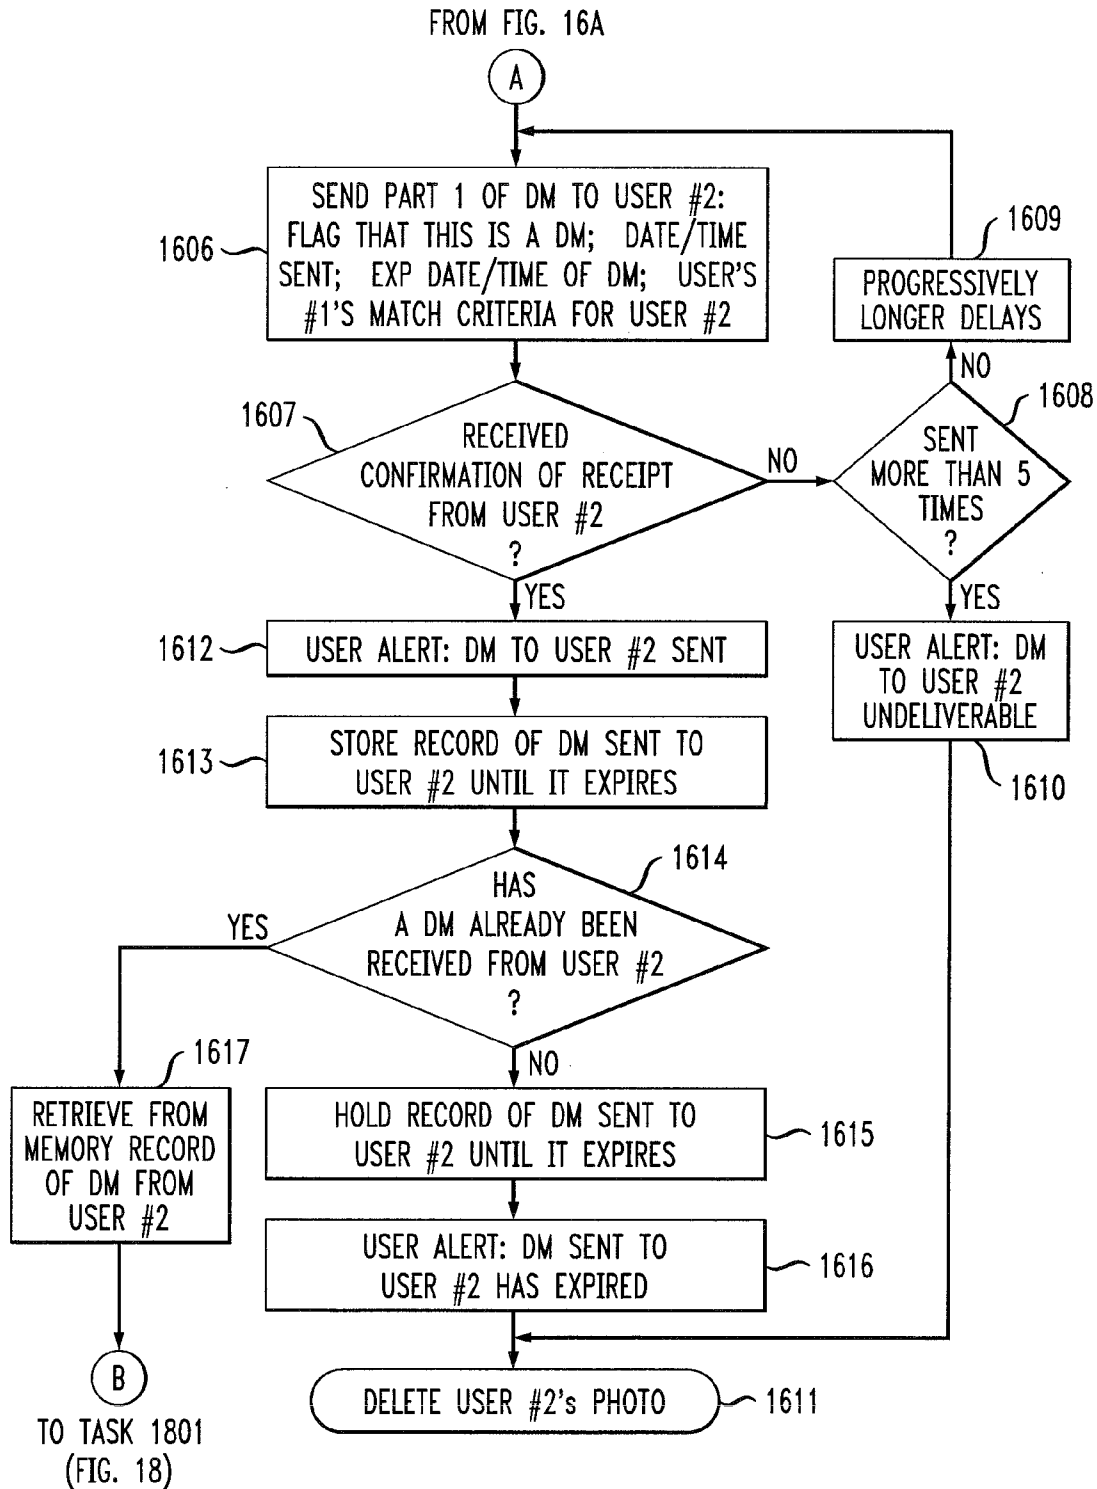 FROM FIG. 16A
A
SEND PART 1 OF DM TO USER #2:
FLAG THAT THIS IS A DM; DATE/TIME
SENT; EXP DATE/TIME OF DM; USER'S
#1'S MATCH CRITERIA FOR USER #2
1606
1609
PROGRESSIVELY
LONGER DELAYS
NO
1608
SENT
MORE THAN 5
TIMES
?
1607
RECEIVED
CONFIRMATION OF RECEIPT
FROM USER #2
?
NO
YES
YES
1612
USER ALERT: DM TO USER #2 SENT
USER ALERT: DM
TO USER #2
UNDELIVERABLE
1610
1613
STORE RECORD OF DM SENT TO
USER #2 UNTIL IT EXPIRES
1614
HAS
A DM ALREADY BEEN
RECEIVED FROM USER #2
?
YES
NO
1617
RETRIEVE FROM
MEMORY RECORD
OF DM FROM
USER #2
HOLD RECORD OF DM SENT TO
USER #2 UNTIL IT EXPIRES
1615
USER ALERT: DM SENT TO
USER #2 HAS EXPIRED
1616
B
TO TASK 1801
(FIG. 18)
DELETE USER #2's PHOTO
1611